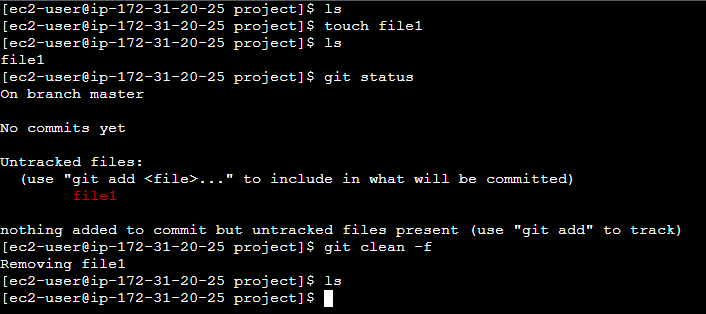 [ec2-user@ip-172-31-20-25 project]$ ls
[ec2-user@ip-172-31-20-25 project]$ touch file1
[ec2-user@ip-172-31-20-25 project]$ ls
file1
[ec2-user@ip-172-31-20-25 project]$ git status
On branch master

No commits yet

Untracked files:
  (use "git add <file>..." to include in what will be committed)
        file1

nothing added to commit but untracked files present (use "git add" to track)
[ec2-user@ip-172-31-20-25 project]$ git clean -f
Removing file1
[ec2-user@ip-172-31-20-25 project]$ ls
[ec2-user@ip-172-31-20-25 project]$